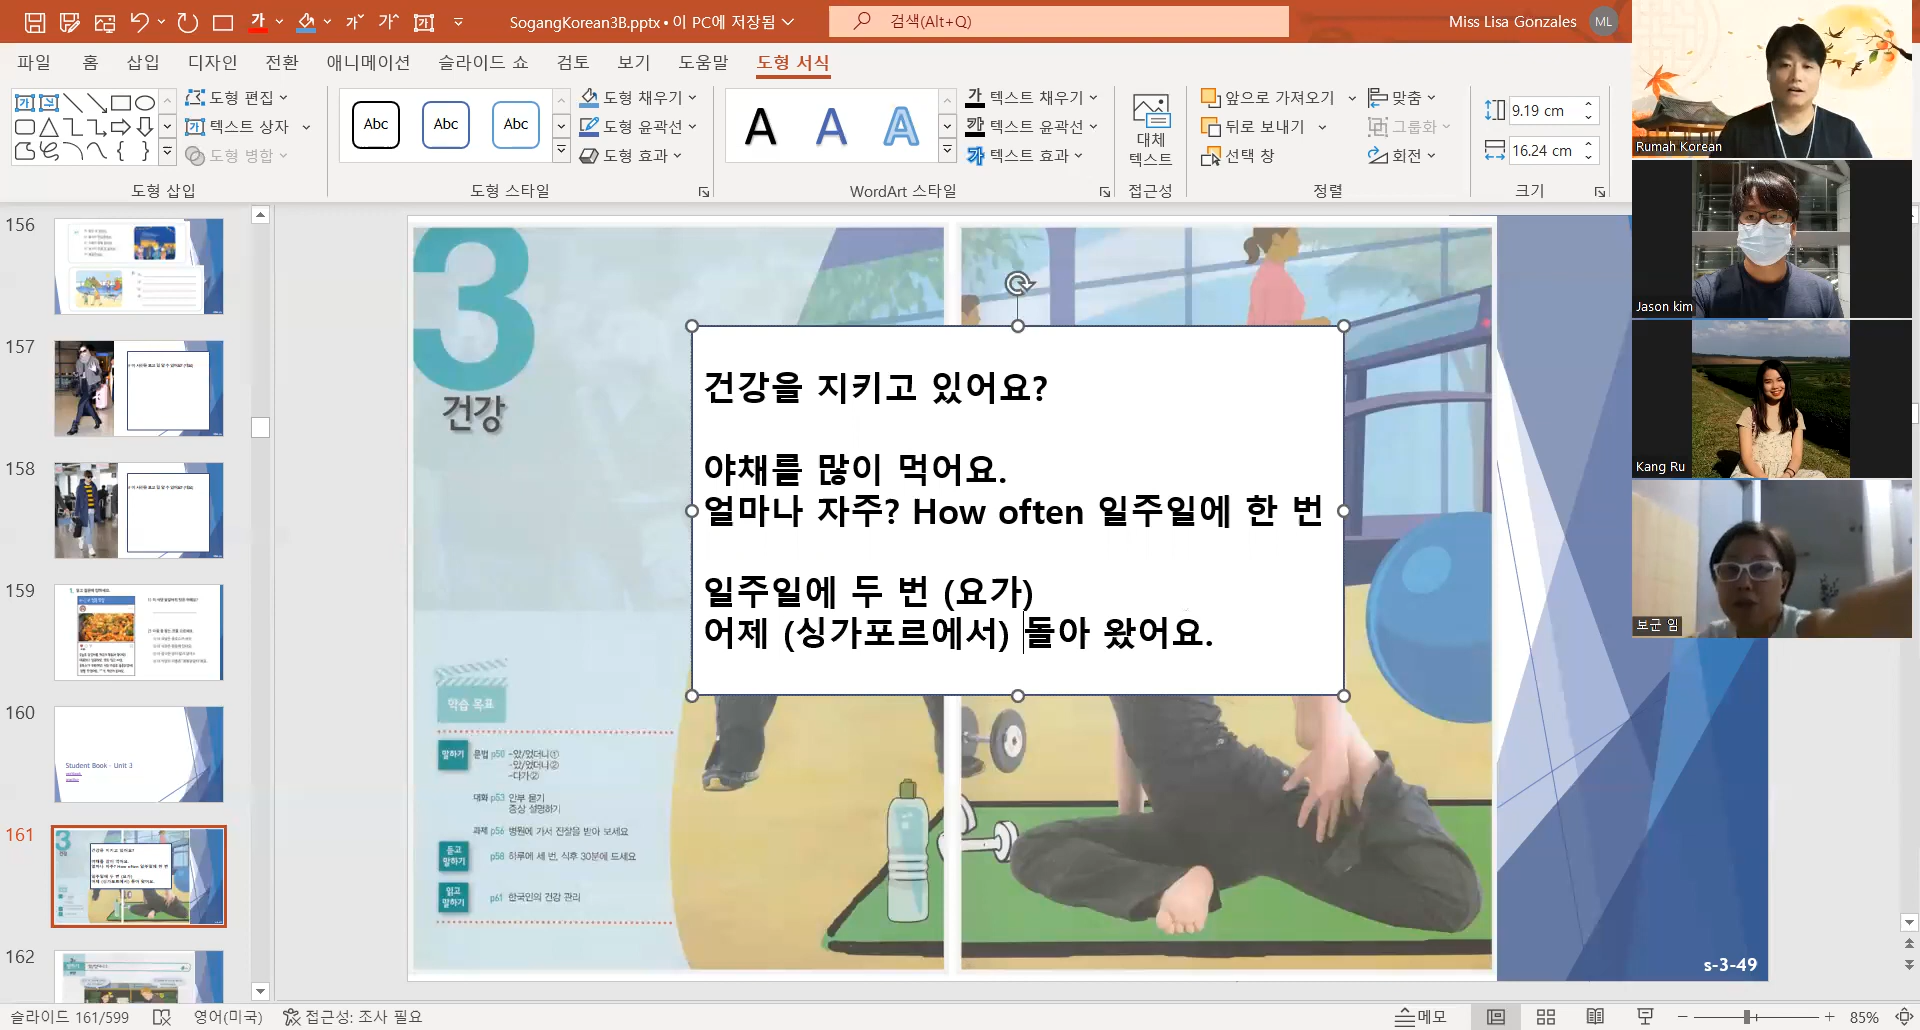 SogangKorean3B.pptx • 이 PC에 저장됨
검색(Alt+Q)
Miss Lisa Gonzales
ML
파일
홈
삽입
디자인
전환
애니메이션
슬라이드 쇼
검토
보기
도움말
도형 서식
도형 편집
텍스트 상자
도형 병합
도형 삽입
Abc
Abc
Abc
도형 채우기
도형 윤곽선
도형 효과
도형 스타일
A
A
A
텍스트 채우기
텍스트 윤곽선
텍스트 효과
WordArt 스타일
대체
텍스트
접근성
앞으로 가져오기
뒤로 보내기
선택 창
맞춤
그룹화
회전
정렬
9.19 cm
16.24 cm
크기
Rumah Korean
Jason kim
Kang Ru
보군 임
156
157
158
159
160
Student Book - Unit 3
161
162
3
건강
건강을 지키고 있어요?
야채를 많이 먹어요.
얼마나 자주? How often 일주일에 한 번
일주일에 두 번 (요가)
어제 (싱가포르에서) 돌아 왔어요.
학습 목표
말하기
문법 p50 -았/었더니①
-았/었더니②
-다가②
대화 p53 안부 묻기
증상 설명하기
과제 p56 병원에 가서 진찰을 받아 보세요
듣고
말하기
p58 하루에 세 번, 식후 30분에 드세요
읽고
말하기
p61 한국인의 건강 관리
s-3-49
슬라이드 161/599
영어(미국)
접근성: 조사 필요
메모
85%